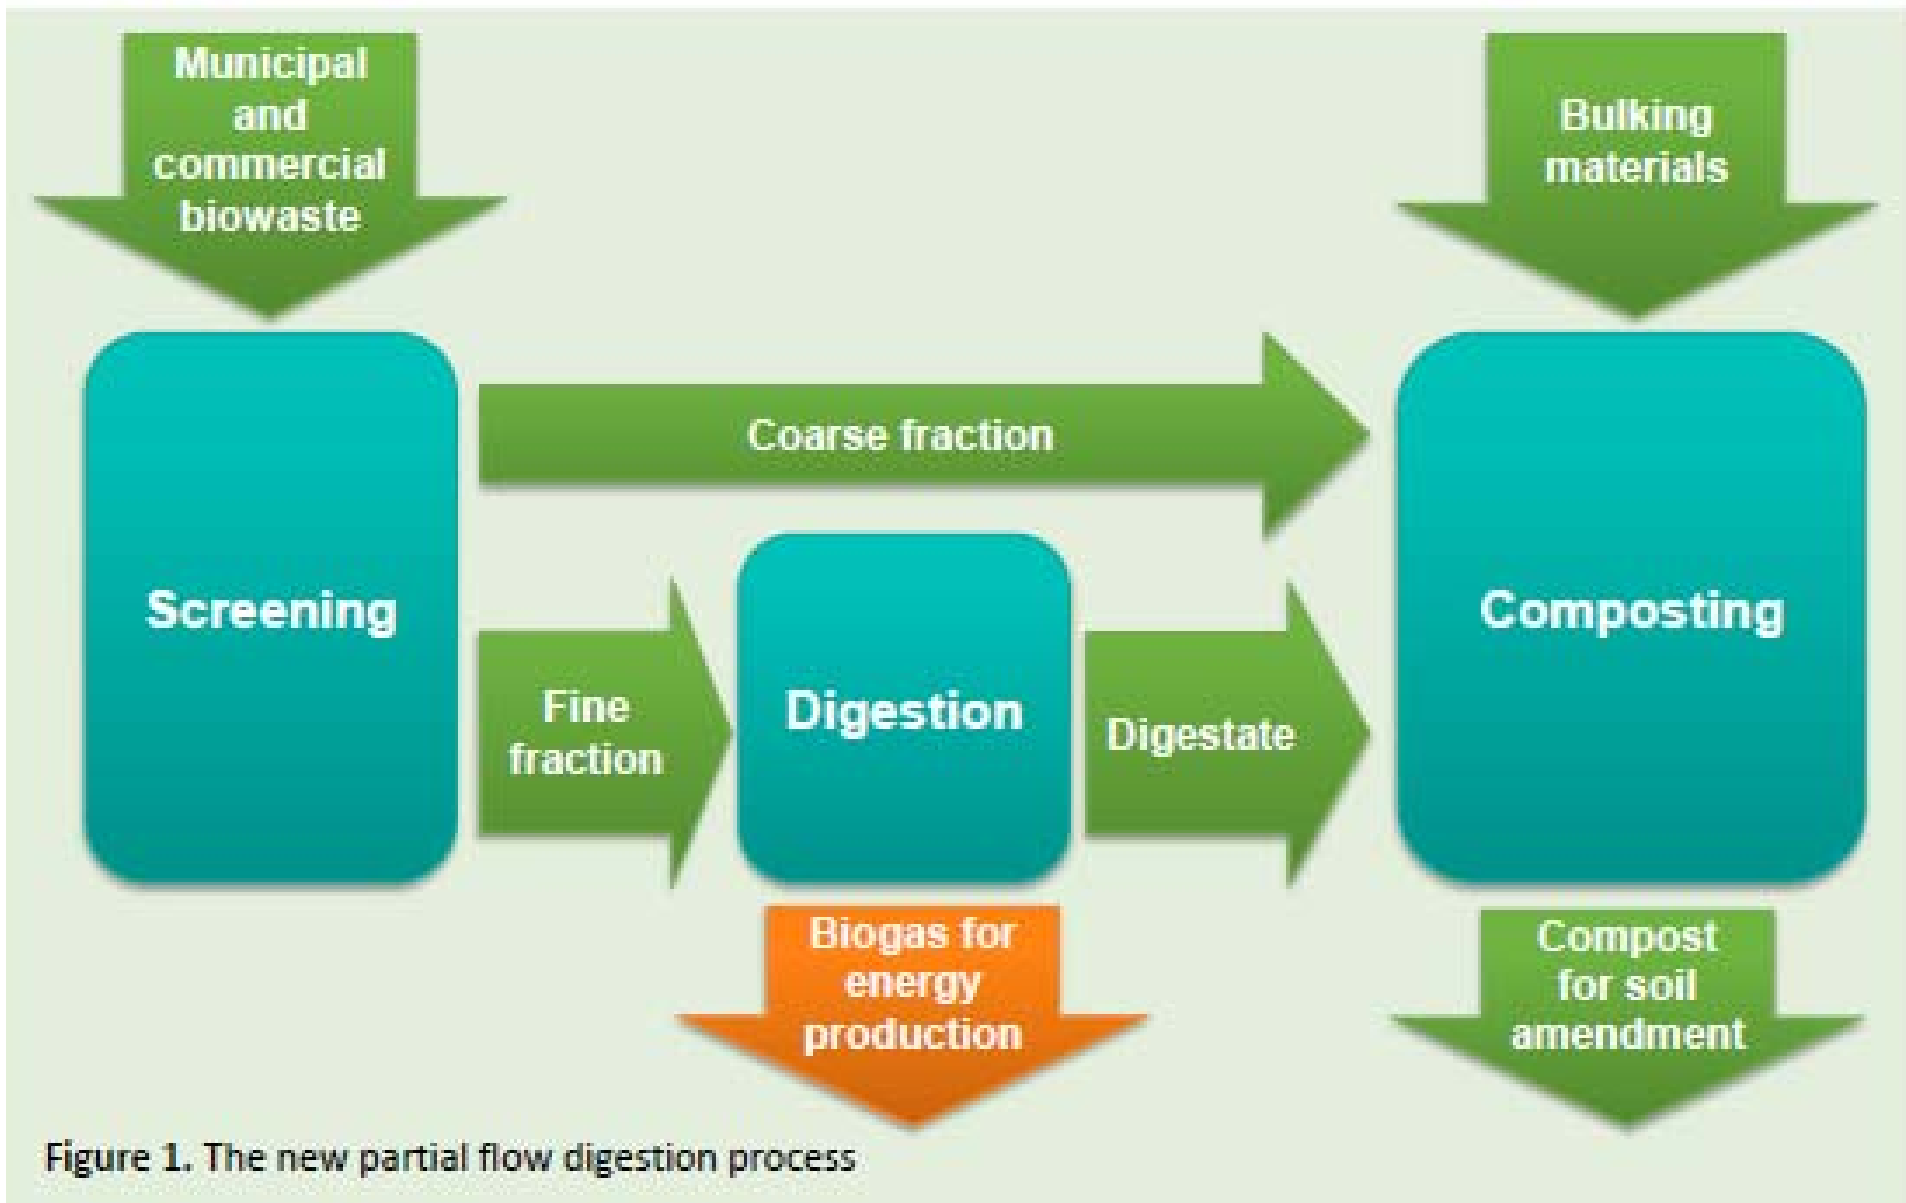 Municipal
and
commercial
biowaste
Bulking
materials
Coarse fraction
Screening
Composting
Fine
fraction
Digestion
Digestate
Biogas for
energy
production
Compost
for soil
amendment
Figure 1. The new partial flow digestion process